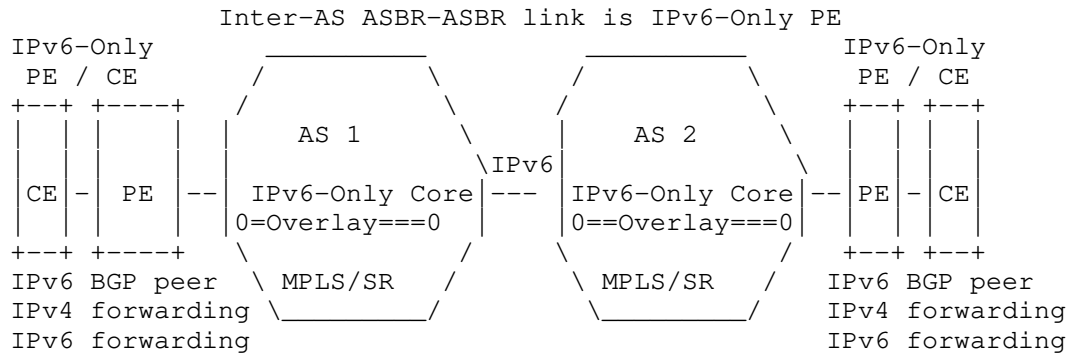 Inter-AS ASBR-ASBR link is IPv6-Only PE
IPv6-Only IPv6-Only
PE / CE PE / CE
AS 1 AS 2
IPv6
CE PE IPv6-Only Core IPv6-Only Core PE CE
0=Overlay===0 0==Overlay===0
IPv6 BGP peer MPLS/SR MPLS/SR IPv6 BGP peer
IPv4 forwarding IPv4 forwarding
IPv6 forwarding IPv6 forwarding